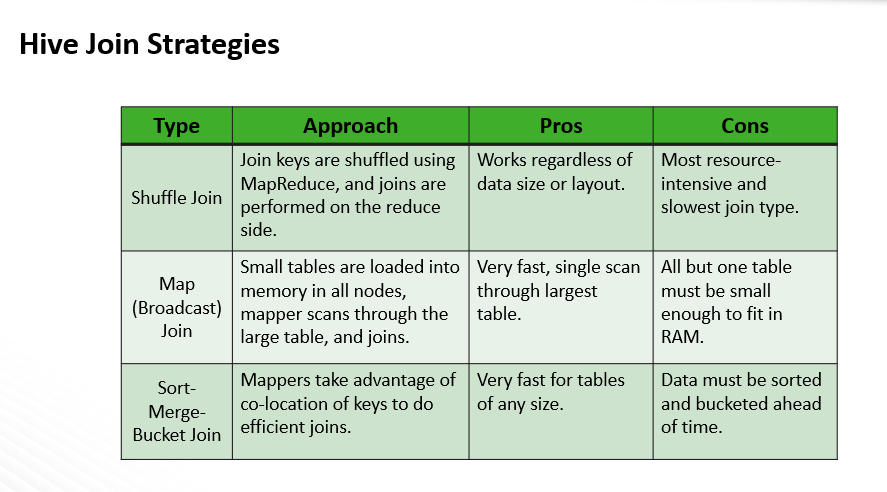 Hive Join Strategies
Type Approach Pros Cons
Shuffle Join
Join keys are shuffled using
MapReduce, and joins are
performed on the reduce
side.
Works regardless of
data size or layout.
Most resource-
intensive and
slowest join type.
Map
(Broadcast)
Join
Small tables are loaded into
memory in all nodes,
mapper scans through the
large table, and joins.
Very fast, single scan
through largest
table.
All but one table
must be small
enough to fit in
RAM.
Sort-
Merge-
Bucket Join
Mappers take advantage of
co-location of keys to do
efficient joins.
Very fast for tables
of any size.
Data must be sorted
and bucketed ahead
of time.